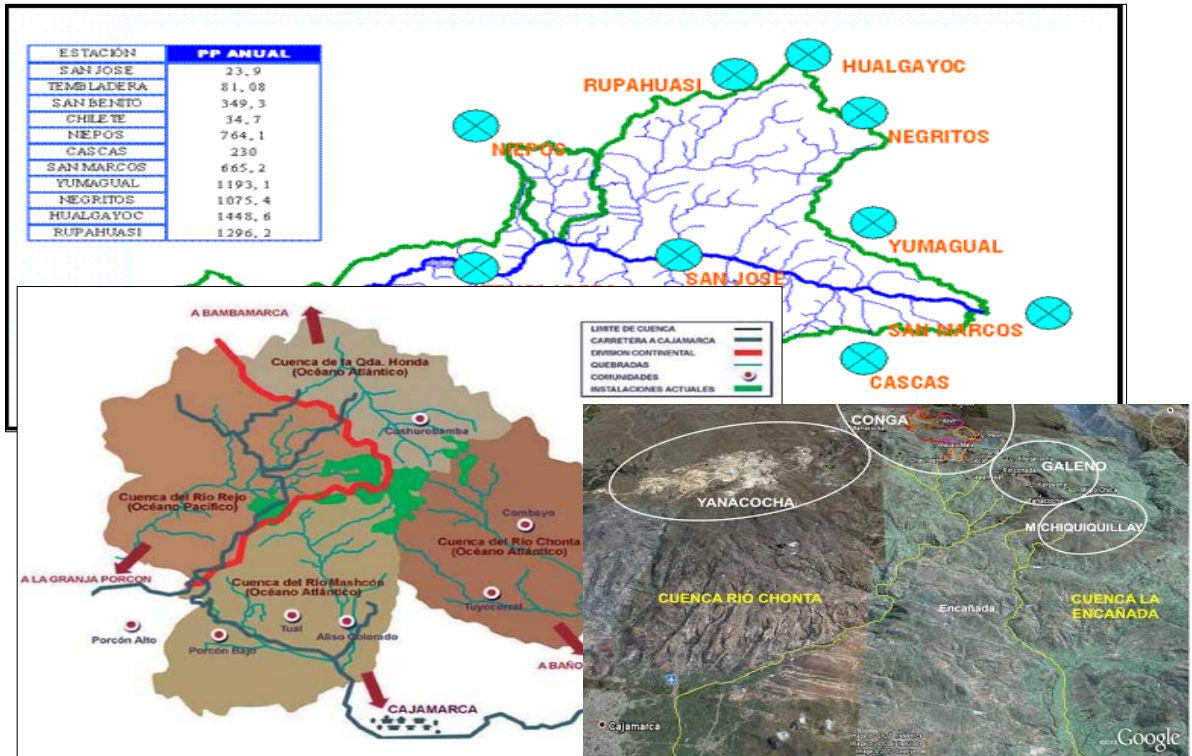 ESTACIÓN PP ANUAL
SAN JOSE 23,9
TEMBLADERA 81,08
SAN BENITO 349,3
CHILETE 34,7
NIEPOS 764,1
CASCAS 230
SAN MARCOS 665,2
YUMAGUAL 1193,1
NEGRITOS 1075,4
HUALGAYOC 1448,6
RUPAHUASI 1296,2
HUALGAYOC
RUPAHUASI
NEGRITOS
NIEPOS
YUMAGUAL
SAN JOSÉ
SAN MARCOS
CASCAS
A BAMBAMARCA
LIMITE DE CUENCA
CARRETERA A CAJAMARCA
DIVISION CONTINENTAL
QUEBRADAS
COMUNIDADES
INSTALACIONES ACTUALES
Cuenca de la Qda. Honda
(Océano Atlántico)
Cushurobamba
Cuenca del Río Rejo
(Océano Pacífico)
Combayo
Cuenca del Río Chonta
(Océano Atlántico)
A LA GRANJA PORCON
Cuenca del Río Mashcón
(Océano Atlántico)
Tuyocorral
Tual
Aliso Colorado
Porcón Alto
Porcón Bajo
A BAÑO
CAJAMARCA
CONGA
GALENO
YANACOCHA
MICHIQUIQUILLAY
CUENCA RIO CHONTA
Encañada
CUENCA LA
ENCAÑADA
Cajamarca
Google